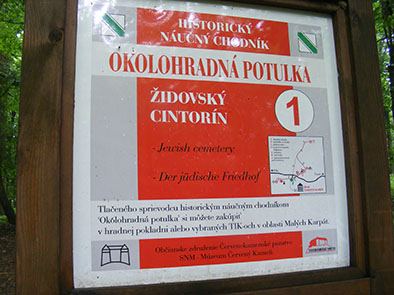 HISTORICKÝ
NÁUČNÝ CHODNÍK
OKOLOHRADNÁ POTULKA
ŽIDOVSKÝ
CINTORÍN
1
- Jewish cemetery
- Der jüdische Friedhof
Tlačeného sprievodcu historickým náučným chodníkom
'Okolohradná potulka' si môžete zakúpiť
v hradnej pokladni alebo vybraných TIK-och v oblasti Malých Karpát.
Občianske združenie Červenokamenské panstvo
SNM - Múzeum Červený Kameň